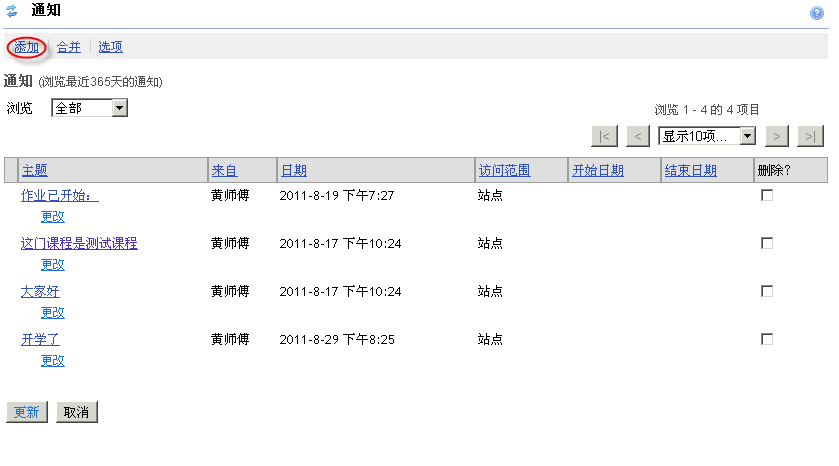 通知
添加 合并 选项
通知 (浏览最近365天的通知)
浏览 全部
浏览 1 - 4 的 4 项目
|< < 显示10项... > >|
主题 来自 日期 访问范围 开始日期 结束日期 删除?
作业已开始: 黄师傅 2011-8-19 下午7:27 站点
更改
这门课程是测试课程 黄师傅 2011-8-17 下午10:24 站点
更改
大家好 黄师傅 2011-8-17 下午10:24 站点
更改
开学了 黄师傅 2011-8-29 下午8:25 站点
更改
更新 取消